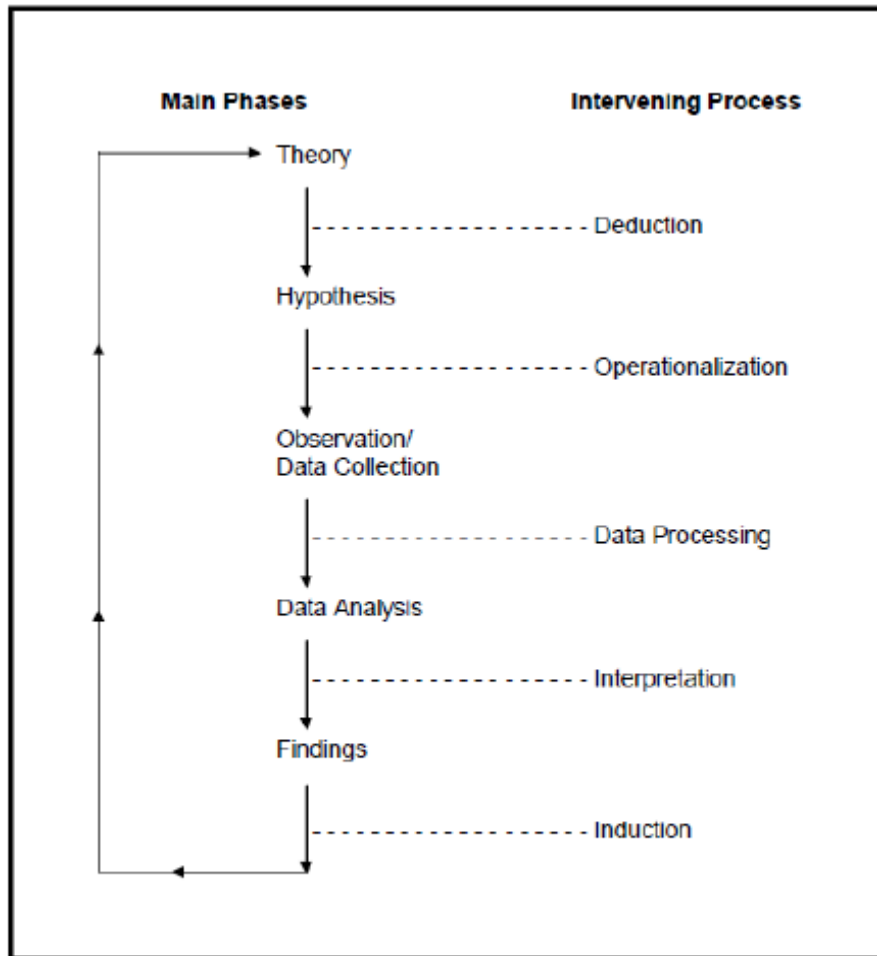 Main Phases
Intervening Process
Theory
Deduction
Hypothesis
Operationalization
Observation/
Data Collection
Data Processing
Data Analysis
Interpretation
Findings
Induction